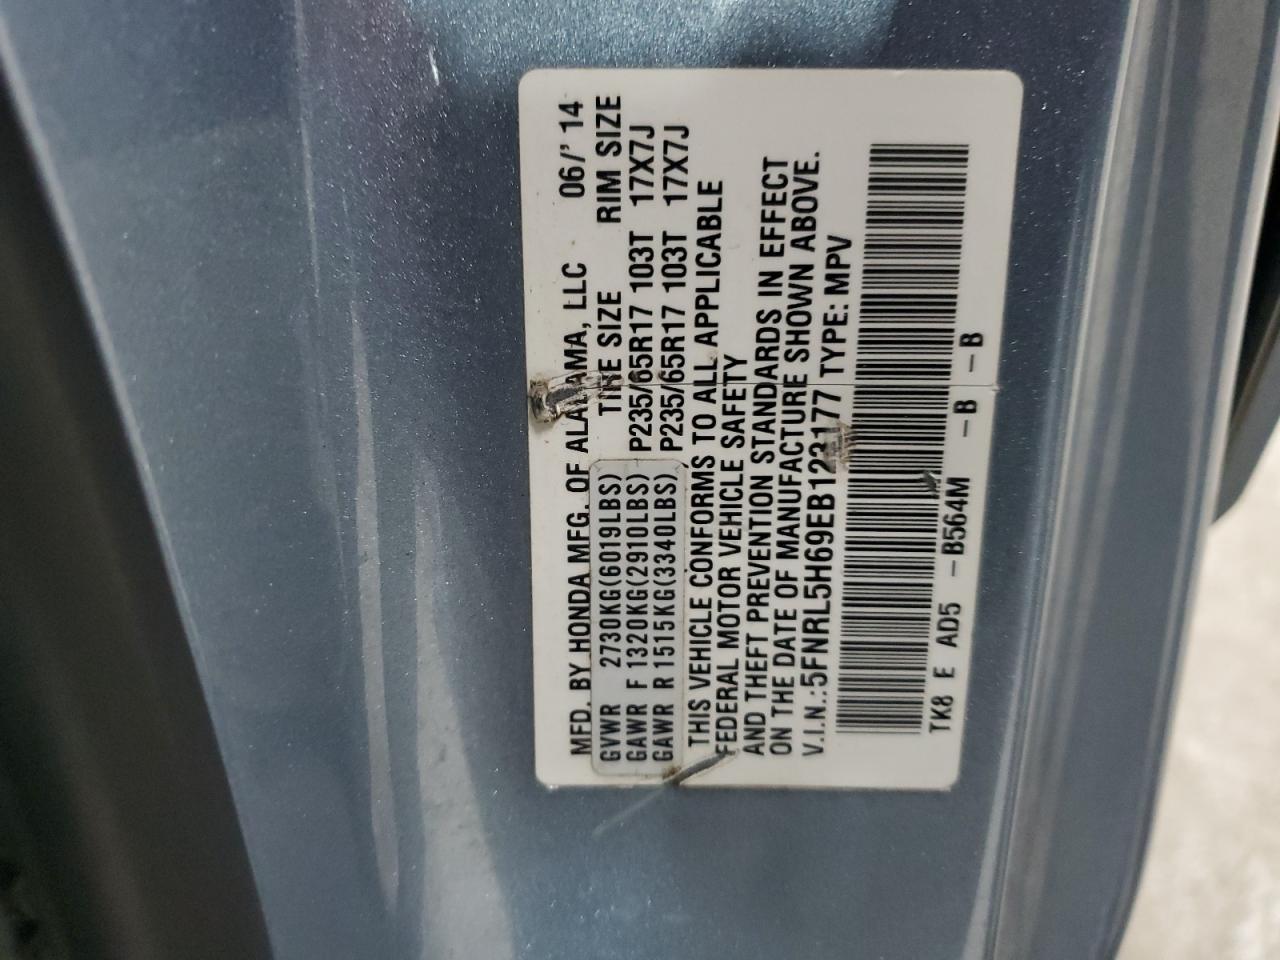 MFD. BY HONDA MFG. OF ALABAMA, LLC 06/' 14
GVWR 2730KG(6019LBS) TIRE SIZE RIM SIZE
GAWR F 1320KG(2910LBS) P235/65R17 103T 17X7J
GAWR R 1515KG(3340LBS) P235/65R17 103T 17X7J
THIS VEHICLE CONFORMS TO ALL APPLICABLE
FEDERAL MOTOR VEHICLE SAFETY
AND THEFT PREVENTION STANDARDS IN EFFECT
ON THE DATE OF MANUFACTURE SHOWN ABOVE.
V.I.N.:5FNRL5H69EB123177 TYPE: MPV
TK8 E AD5 -B564M -B -B